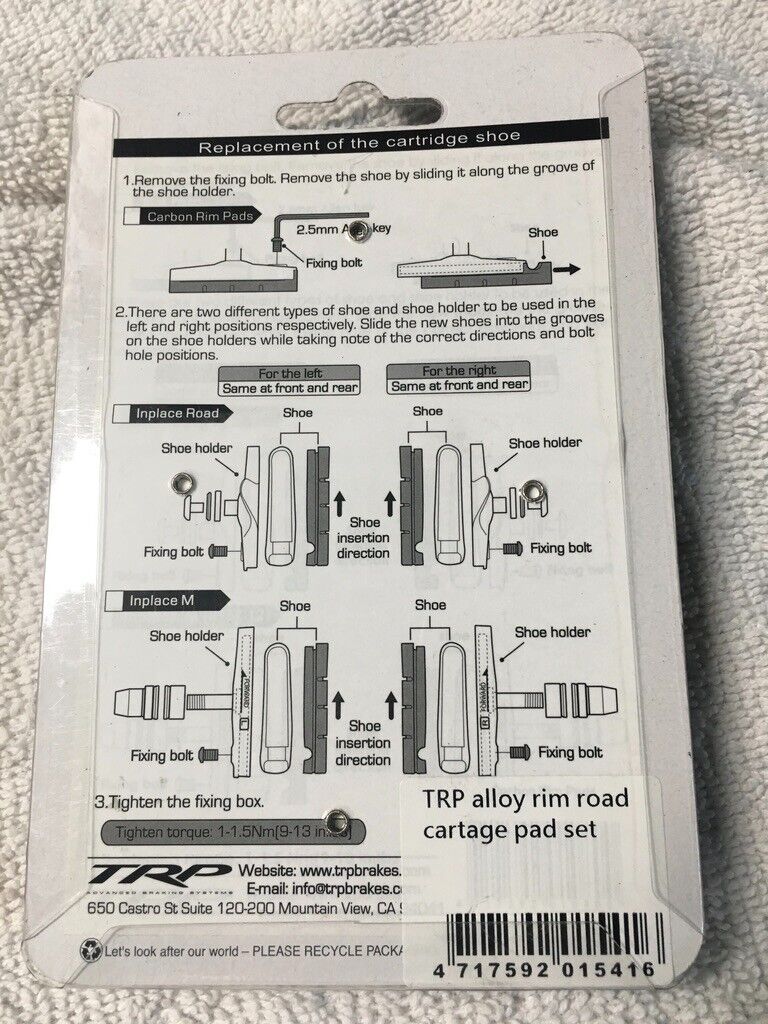 Replacement of the cartridge shoe
1.Remove the fixing bolt. Remove the shoe by sliding it along the groove of
the shoe holder.
Carbon Rim Pads
2.5mm key
Fixing bolt
Shoe
2.There are two different types of shoe and shoe holder to be used in the
left and right positions respectively. Slide the new shoes into the grooves
on the shoe holders while taking note of the correct directions and bolt
hole positions.
For the left
Same at front and rear
For the right
Same at front and rear
Inplace Road
Shoe
Shoe
Shoe holder
Shoe holder
Shoe
insertion
direction
Fixing bolt
Fixing bolt
Inplace M
Shoe
Shoe
Shoe holder
Shoe holder
FORWARD
L
FORWARD
R
Shoe
insertion
direction
Fixing bolt
Fixing bolt
3.Tighten the fixing box.
Tighten torque: 1-1.5Nm(9-13
TRP alloy rim road
cartage pad set
TRP
ADVANCED BRAKING SYSTEMS
Website: www.trpbrakes.
E-mail: info@trpbrakes.c
650 Castro St Suite 120-200 Mountain View, CA
Let's look after our world – PLEASE RECYCLE PACKA
4 717592 015416